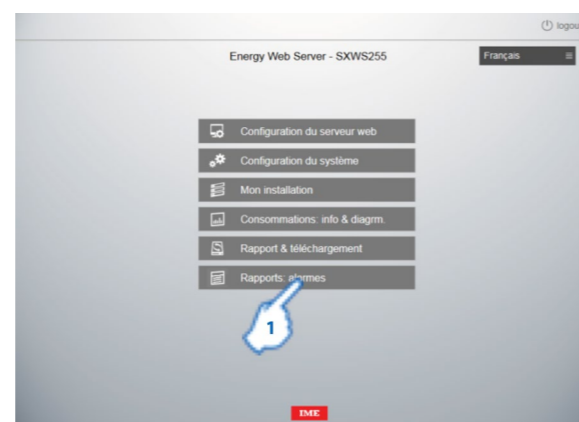 logou
Energy Web Server - SXWS255
Français
Configuration du serveur web
Configuration du système
Mon installation
Consommations: info & diagrm.
Rapport & téléchargement
Rapports: alarmes
1
IME